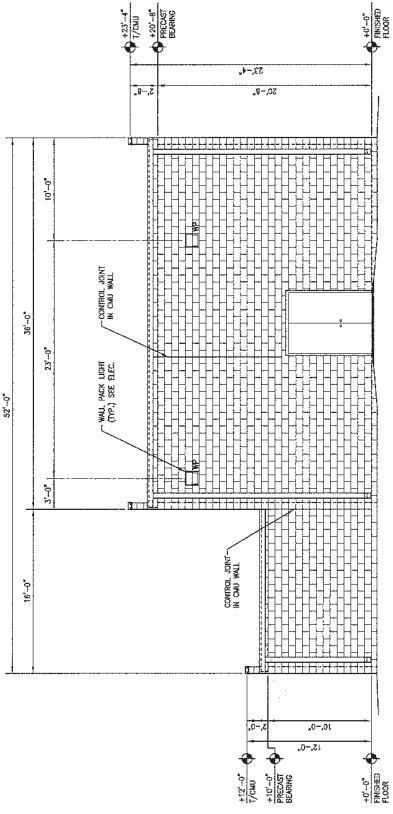 52'-0"
16'-0"
36'-0"
3'-0"
23'-0"
10'-0"
+23'-4"
T/CMU
+20'-8"
PRECAST
BEARING
2'-8"
23'-4"
20'-8"
+0'-0"
FINISHED
FLOOR
WALL PACK LIGHT
(TYP.) SEE ELEC.
CONTROL JOINT
IN CMU WALL
WP
WP
CONTROL JOINT
IN CMU WALL
+12'-0"
T/CMU
+10'-0"
PRECAST
BEARING
2'-0"
12'-0"
10'-0"
+0'-0"
FINISHED
FLOOR